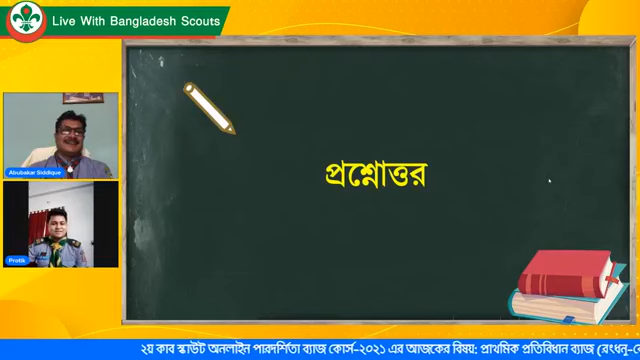 Live With Bangladesh Scouts
প্রশ্নোত্তর
Abubakar Siddique
Protik
২য় কাব স্কাউট অনলাইন পারদর্শিতা ব্যাজ কোর্স-২০২১ এর আজকের বিষয়: প্রাথমিক প্রতিবিধান ব্যাজ